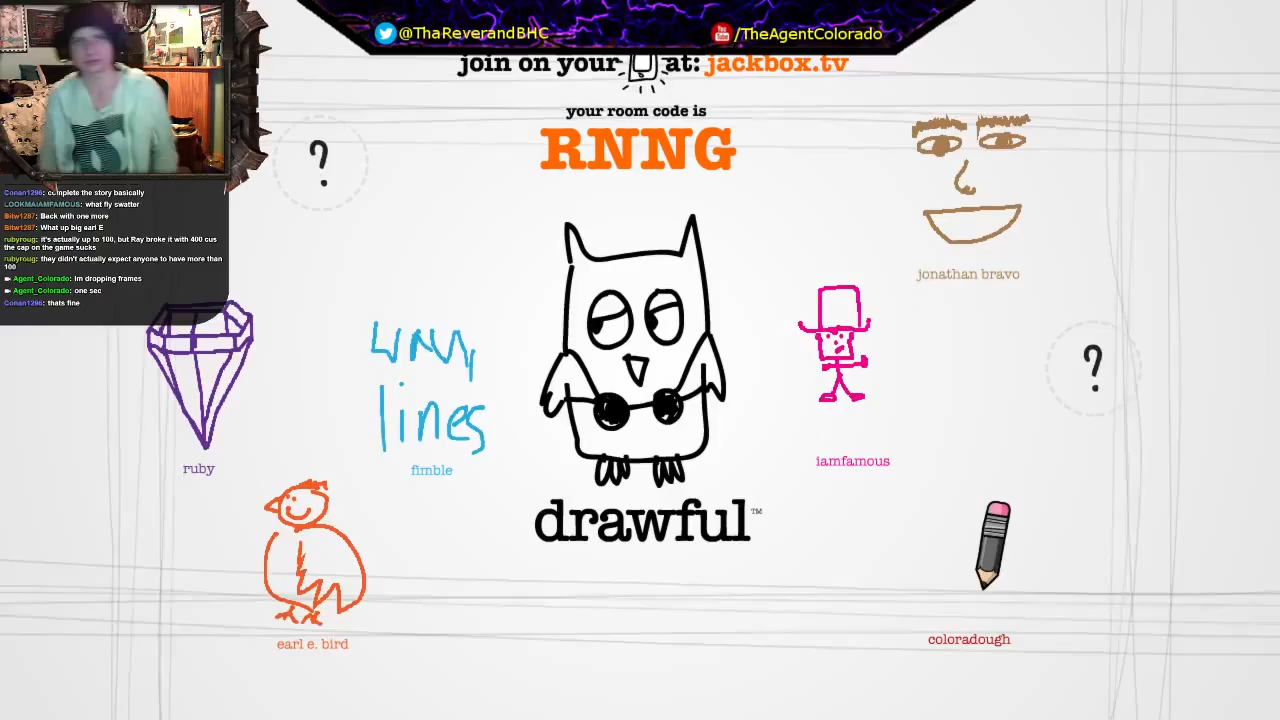 @ThaReverandBHC
/TheAgentColorado
join on your at: jackbox.tv
your room code is
RNNG
?
Conan1296: complete the story basically
LOOKMAIAMFAMOUS: what fly swatter
Bitw1287: Back with one more
Bitw1287: What up big earl E
rubyroug: it's actually up to 100, but Ray broke it with 400 cus
the cap on the game sucks
rubyroug: they didn't actually expect anyone to have more than
100
Agent_Colorado: Im dropping frames
Agent_Colorado: one sec
Conan1296: thats fine
jonathan bravo
?
lines
ruby
fimble
iamfamous
drawful™
earl e. bird
coloradough